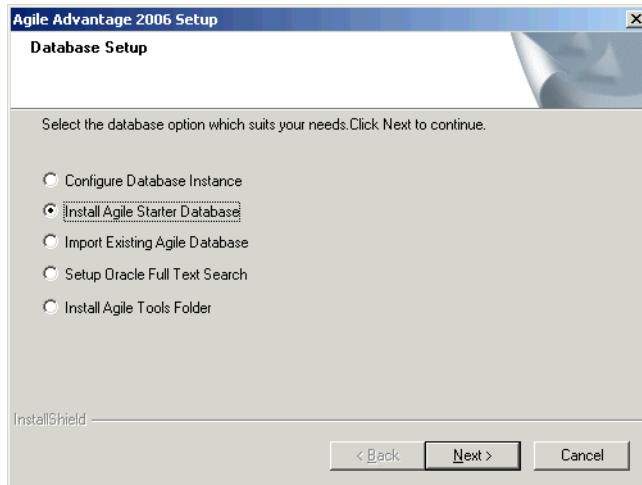 Agile Advantage 2006 Setup
Database Setup
Select the database option which suits your needs.Click Next to continue.
Configure Database Instance
Install Agile Starter Database
Import Existing Agile Database
Setup Oracle Full Text Search
Install Agile Tools Folder
InstallShield
< Back
Next >
Cancel